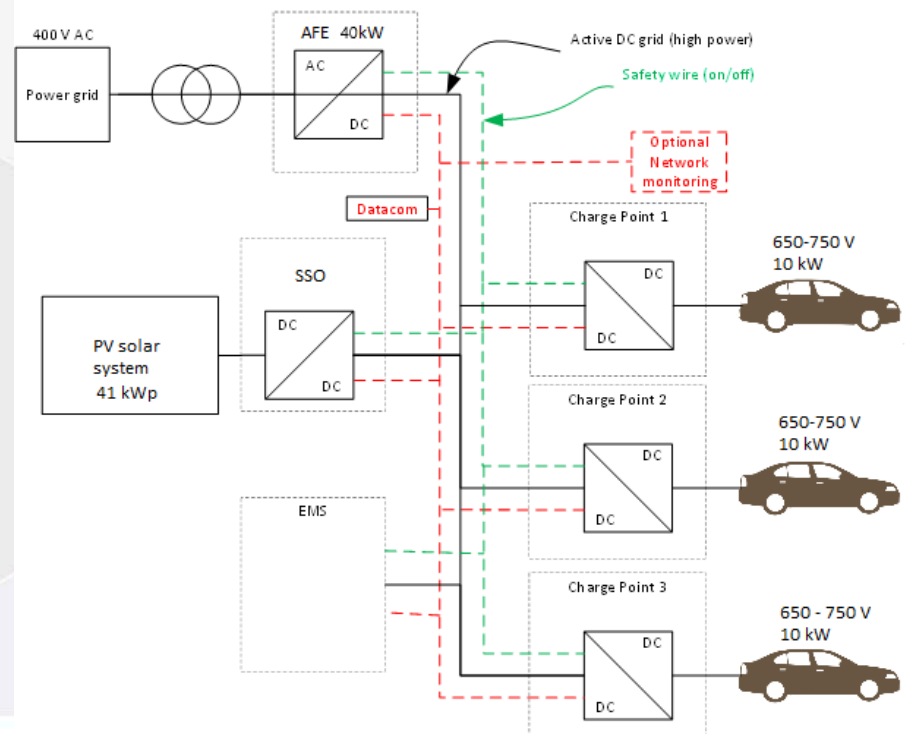 400 V AC
Power grid
AFE 40kW
AC
DC
Active DC grid (high power)
Safety wire (on/off)
Optional
Network
monitoring
Datacom
Charge Point 1
DC
DC
650-750 V
10 kW
SSO
DC
DC
PV solar
system
41 kWp
Charge Point 2
DC
DC
650-750 V
10 kW
EMS
Charge Point 3
DC
DC
650 - 750 V
10 kW